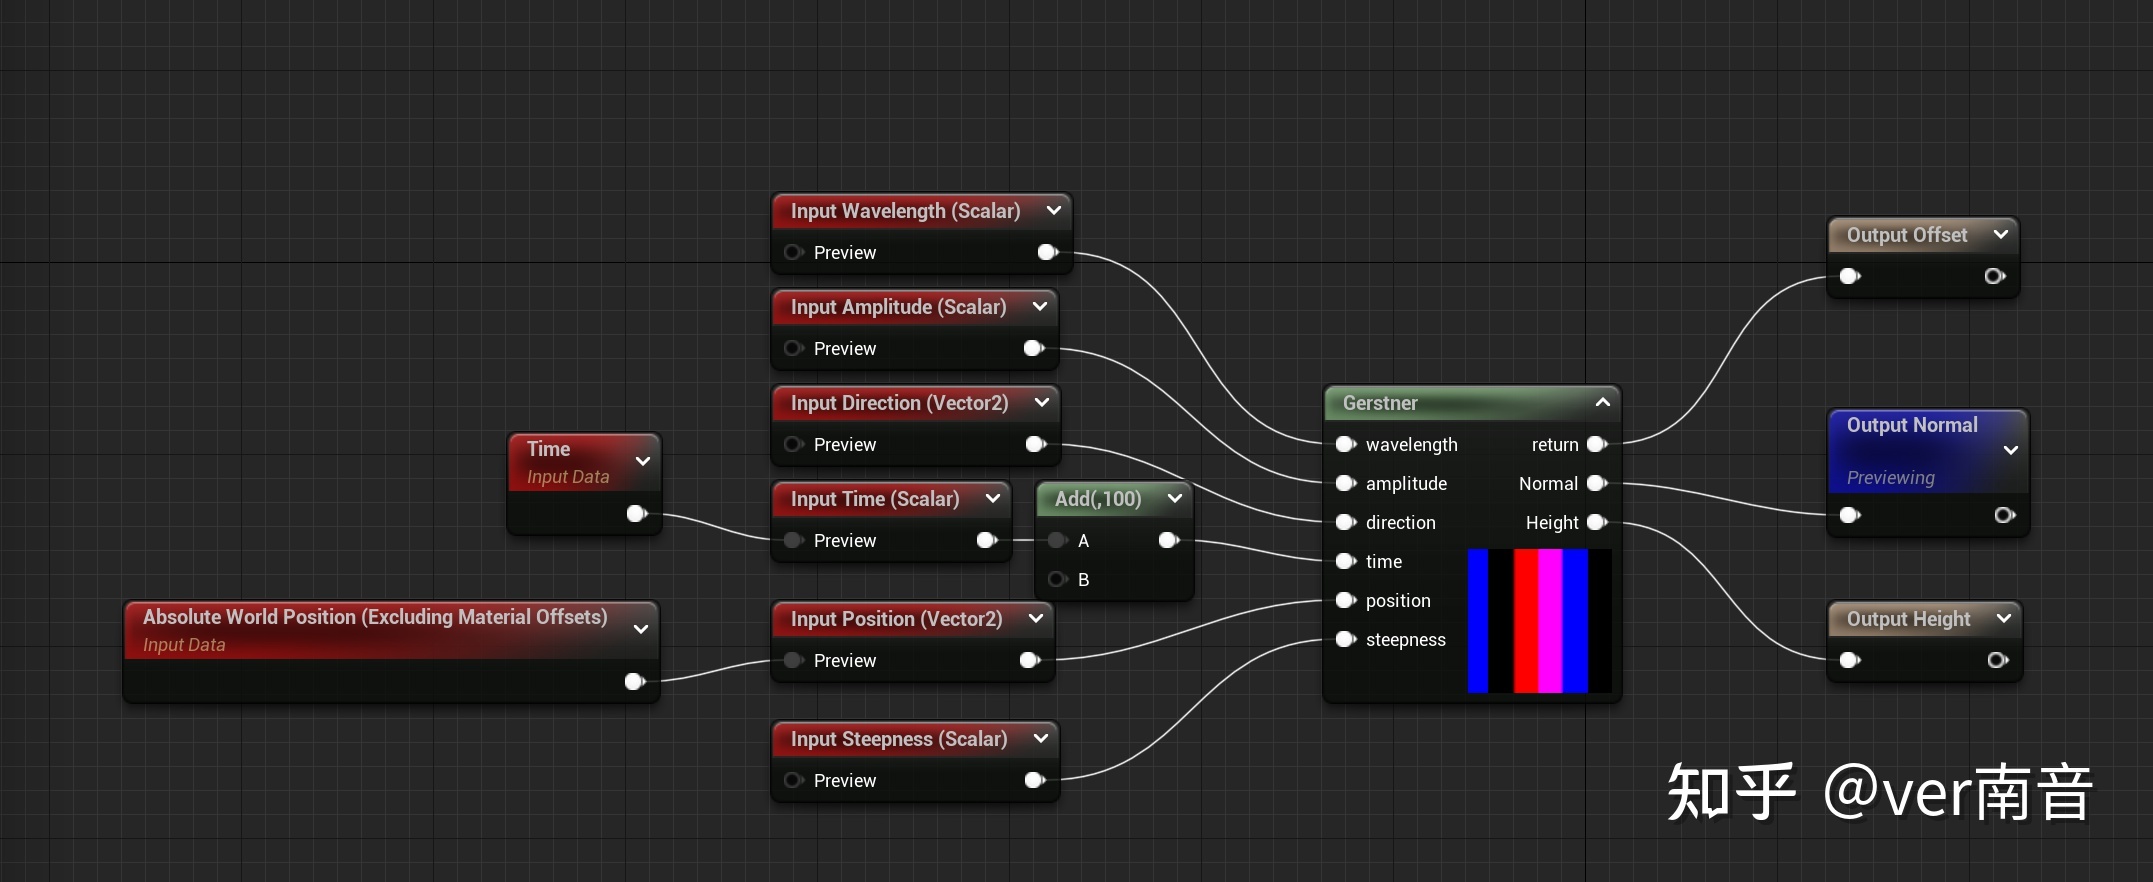 Input Wavelength (Scalar)
Preview
Input Amplitude (Scalar)
Preview
Input Direction (Vector2)
Preview
Time
Input Data
Input Time (Scalar)
Preview
Add(,100)
A
B
Absolute World Position (Excluding Material Offsets)
Input Data
Input Position (Vector2)
Preview
Input Steepness (Scalar)
Preview
Gerstner
wavelength return
amplitude Normal
direction Height
time
position
steepness
Output Offset
Output Normal
Previewing
Output Height
知乎 @ver南音